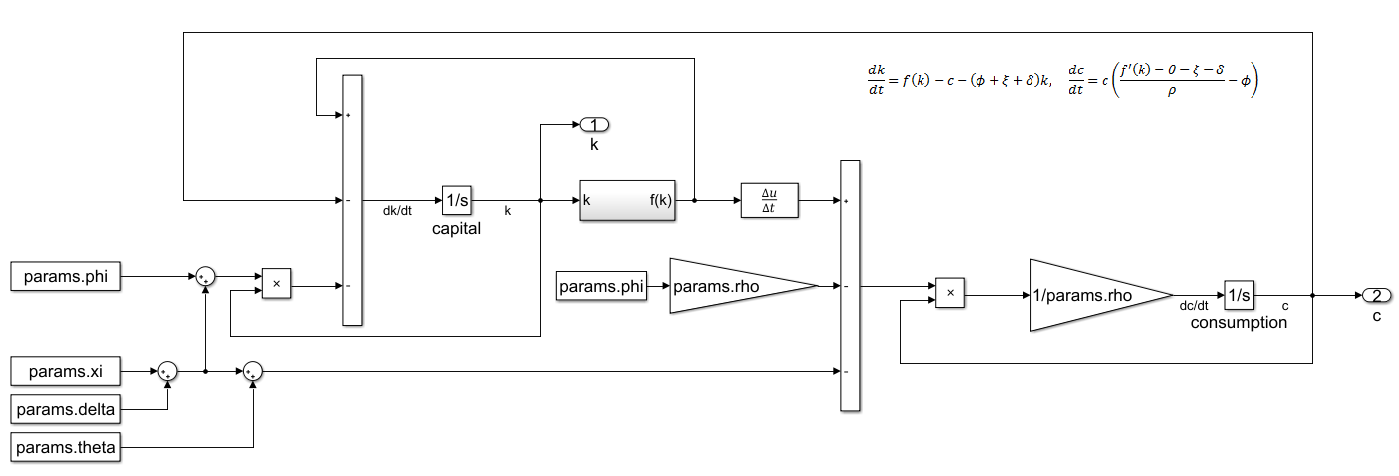 dk/dt = f(k) − c − (ϕ + ξ + δ)k, dc/dt = c((f′(k) − θ − ξ − δ)/ρ − ϕ)
+
1
k
-
dk/dt
1/s
capital
k
k
f(k)
Δu
Δt
+
params.phi
+
+
×
-
params.phi
params.rho
-
×
1/params.rho
dc/dt
1/s
consumption
c
2
c
params.xi
+
+
+
+
-
params.delta
params.theta